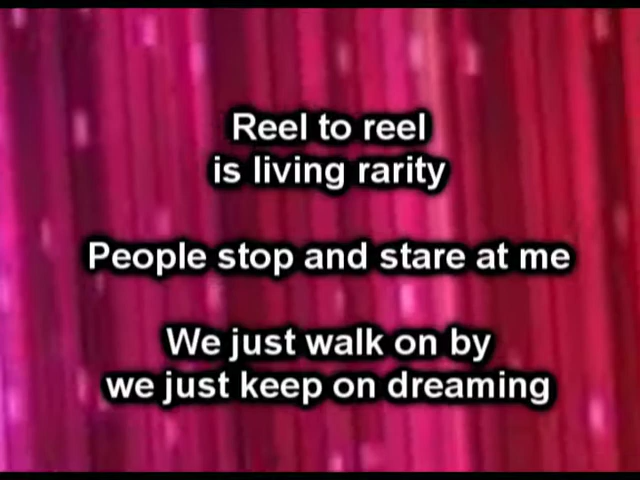 Reel to reel
is living rarity
People stop and stare at me
We just walk on by
we just keep on dreaming